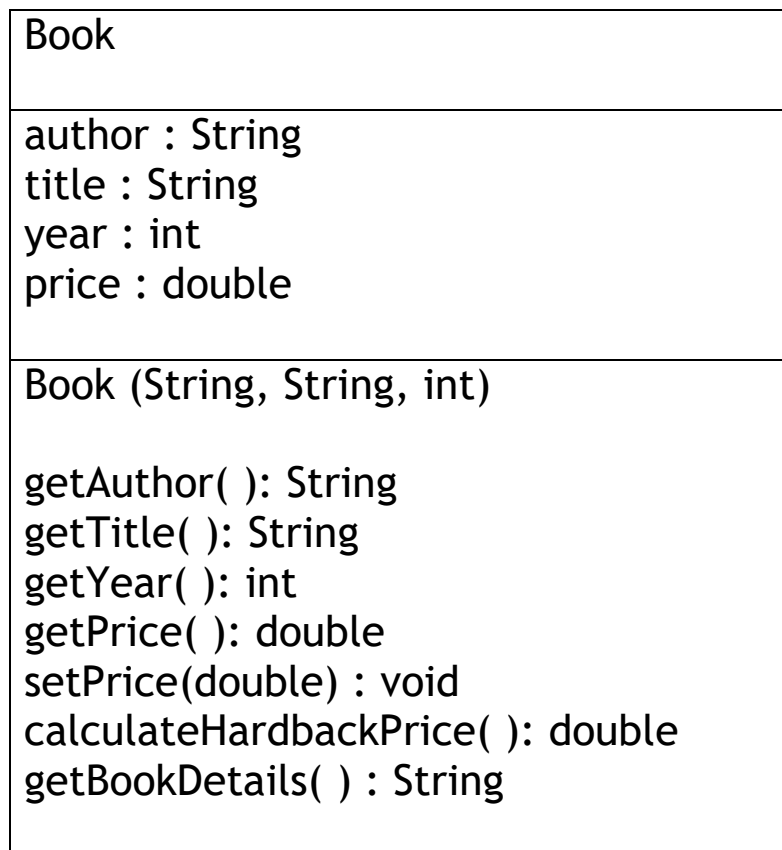 Book
author : String
title : String
year : int
price : double
Book (String, String, int)
getAuthor( ): String
getTitle( ): String
getYear( ): int
getPrice( ): double
setPrice(double) : void
calculateHardbackPrice( ): double
getBookDetails( ) : String